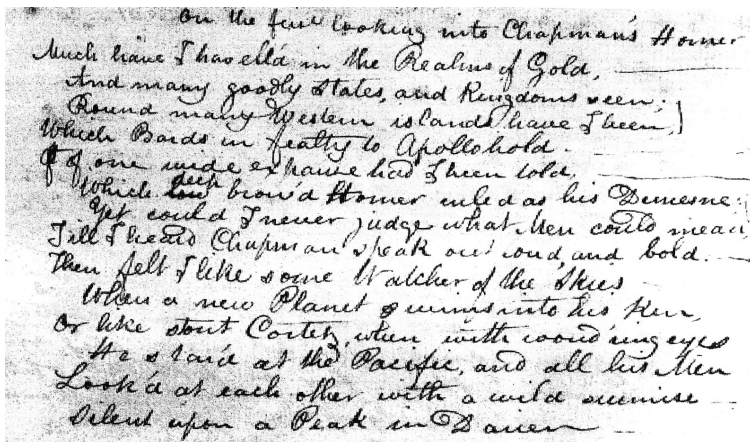 On the first looking into Chapman's Homer
Much have I travell'd in the Realms of Gold,
And many goodly States, and Kingdoms seen;
Round many Western islands have I been,
Which Bards in fealty to Apollo hold.
Of one wide expanse had I been told,
Which deep brow'd Homer ruled as his Demesne:
Yet could I never judge what Men could mean,
Till I heard Chapman speak out loud, and bold.
Then felt I like some Watcher of the Skies
When a new Planet swims into his Ken,
Or like stout Cortez, when with wond'ring eyes
He star'd at the Pacific, and all his Men
Look'd at each other with a wild surmise
Silent upon a Peak in Darien